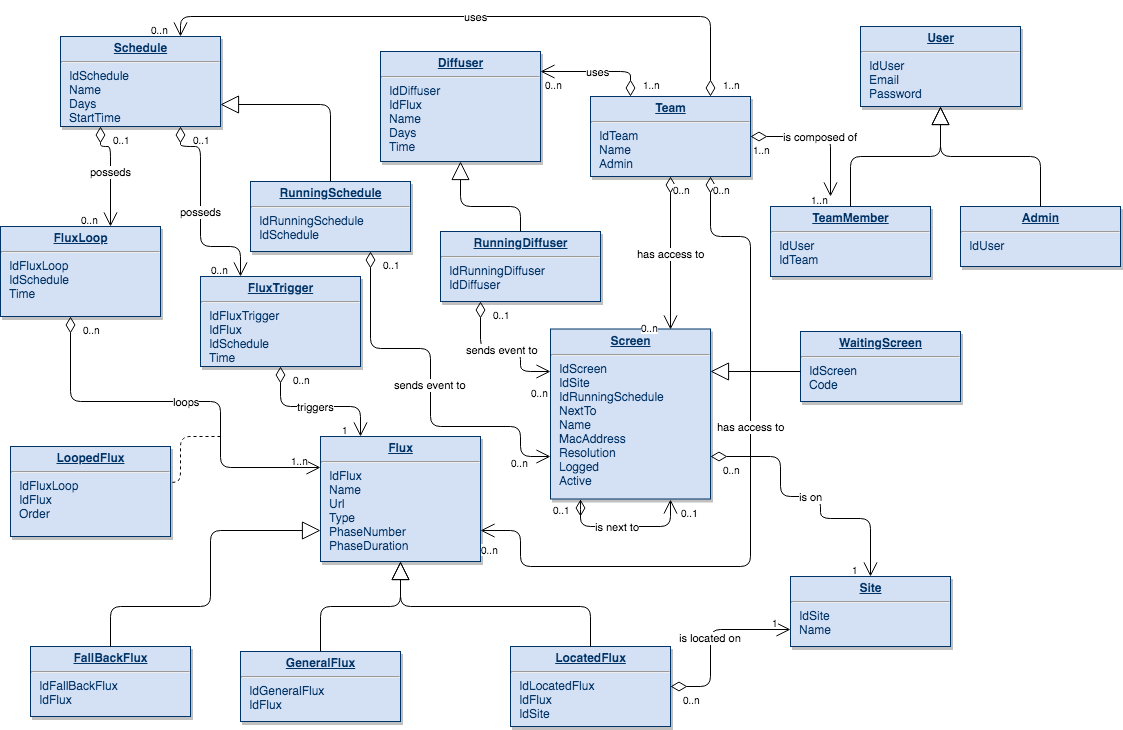 uses
0..n
Schedule
IdSchedule
Name
Days
StartTime
0..1
0..1
posseds
posseds
0..n
0..n
Diffuser
IdDiffuser
IdFlux
Name
Days
Time
uses
0..n
1..n
1..n
Team
IdTeam
Name
Admin
is composed of
1..n
1..n
User
IdUser
Email
Password
TeamMember
IdUser
IdTeam
Admin
IdUser
RunningSchedule
IdRunningSchedule
IdSchedule
0..1
0..n
0..n
FluxLoop
IdFluxLoop
IdSchedule
Time
0..n
RunningDiffuser
IdRunningDiffuser
IdDiffuser
0..1
has access to
0..n
FluxTrigger
IdFluxTrigger
IdFlux
IdSchedule
Time
0..n
sends event to
0..n
sends event to
0..n
Screen
IdScreen
IdSite
IdRunningSchedule
NextTo
Name
MacAddress
Resolution
Logged
Active
WaitingScreen
IdScreen
Code
has access to
0..n
loops
triggers
1
1..n
LoopedFlux
IdFluxLoop
IdFlux
Order
Flux
IdFlux
Name
Url
Type
PhaseNumber
PhaseDuration
0..n
0..1
is next to
0..1
is on
1
Site
IdSite
Name
is located on
1
0..n
FallBackFlux
IdFallBackFlux
IdFlux
GeneralFlux
IdGeneralFlux
IdFlux
LocatedFlux
IdLocatedFlux
IdFlux
IdSite